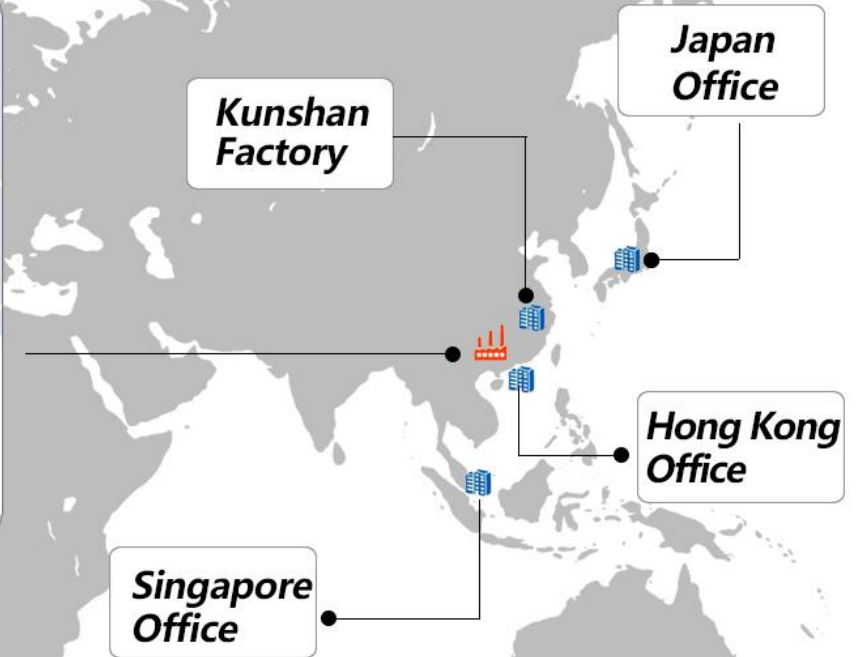 Japan
Office
Kunshan
Factory
Hong Kong
Office
Singapore
Office